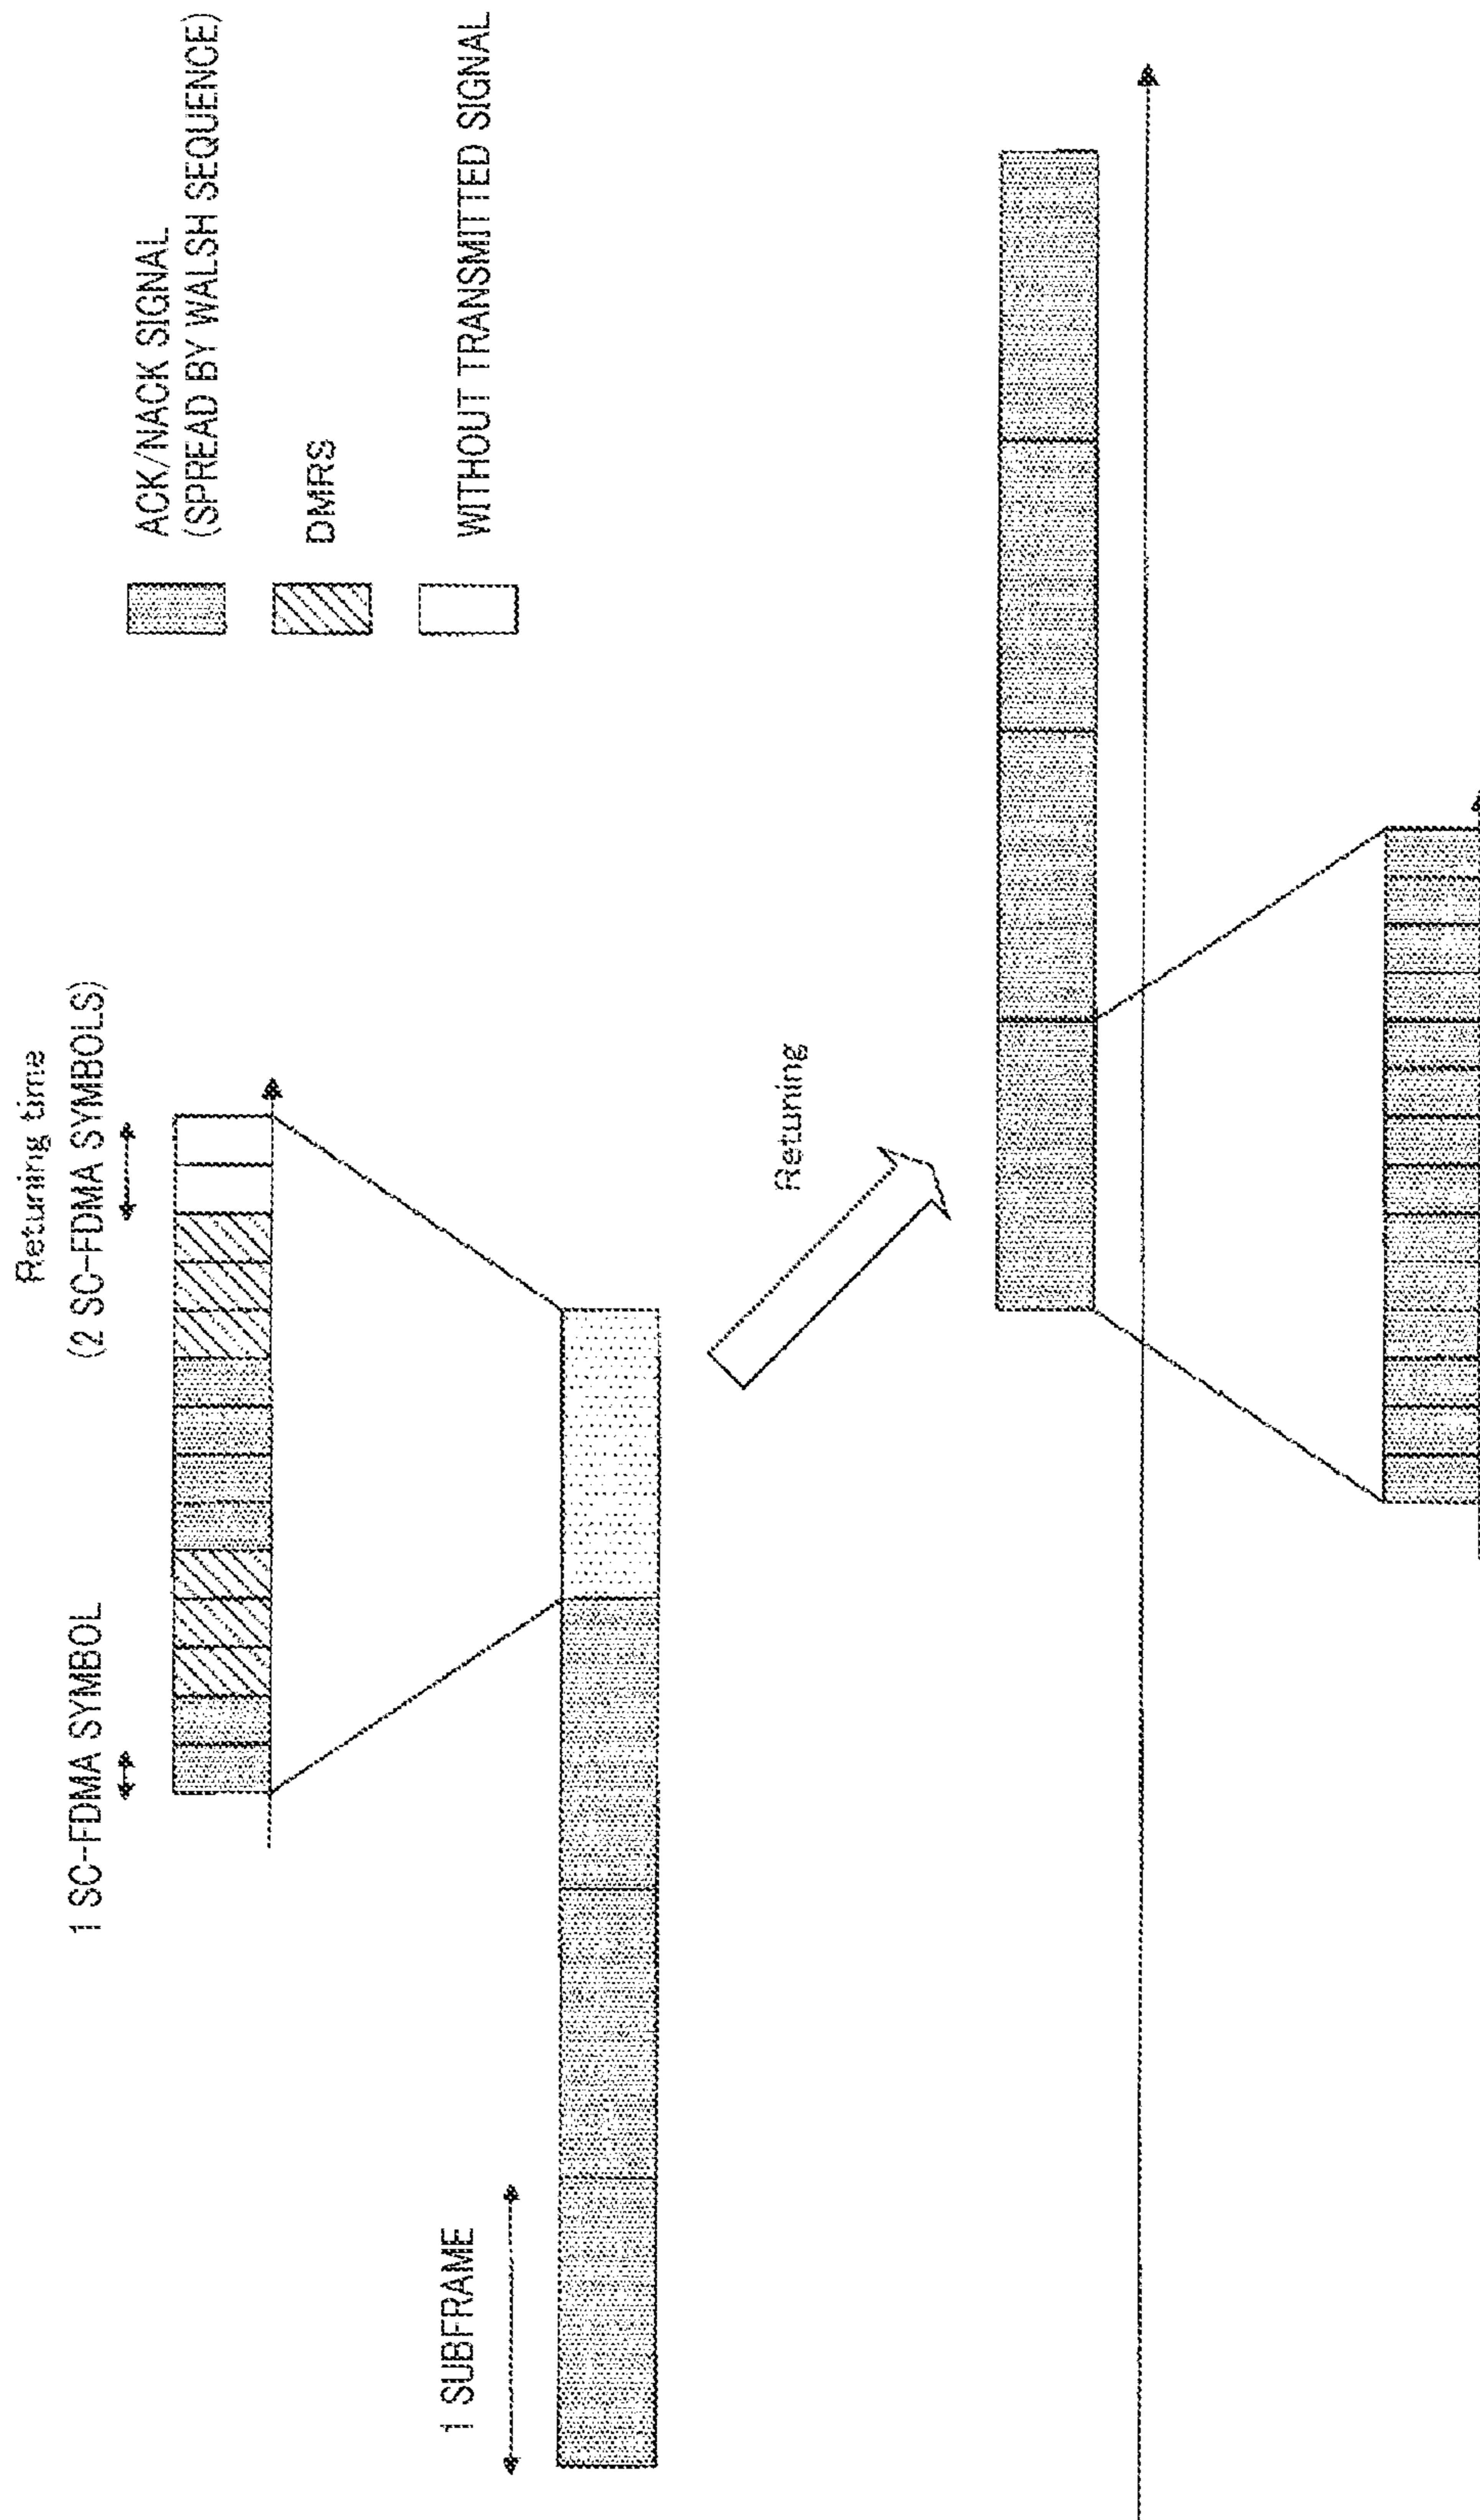 Retuning time
(2 SC-FDMA SYMBOLS)
1 SC-FDMA SYMBOL
ACK/NACK SIGNAL
(SPREAD BY WALSH SEQUENCE)
DMRS
WITHOUT TRANSMITTED SIGNAL
1 SUBFRAME
Retuning